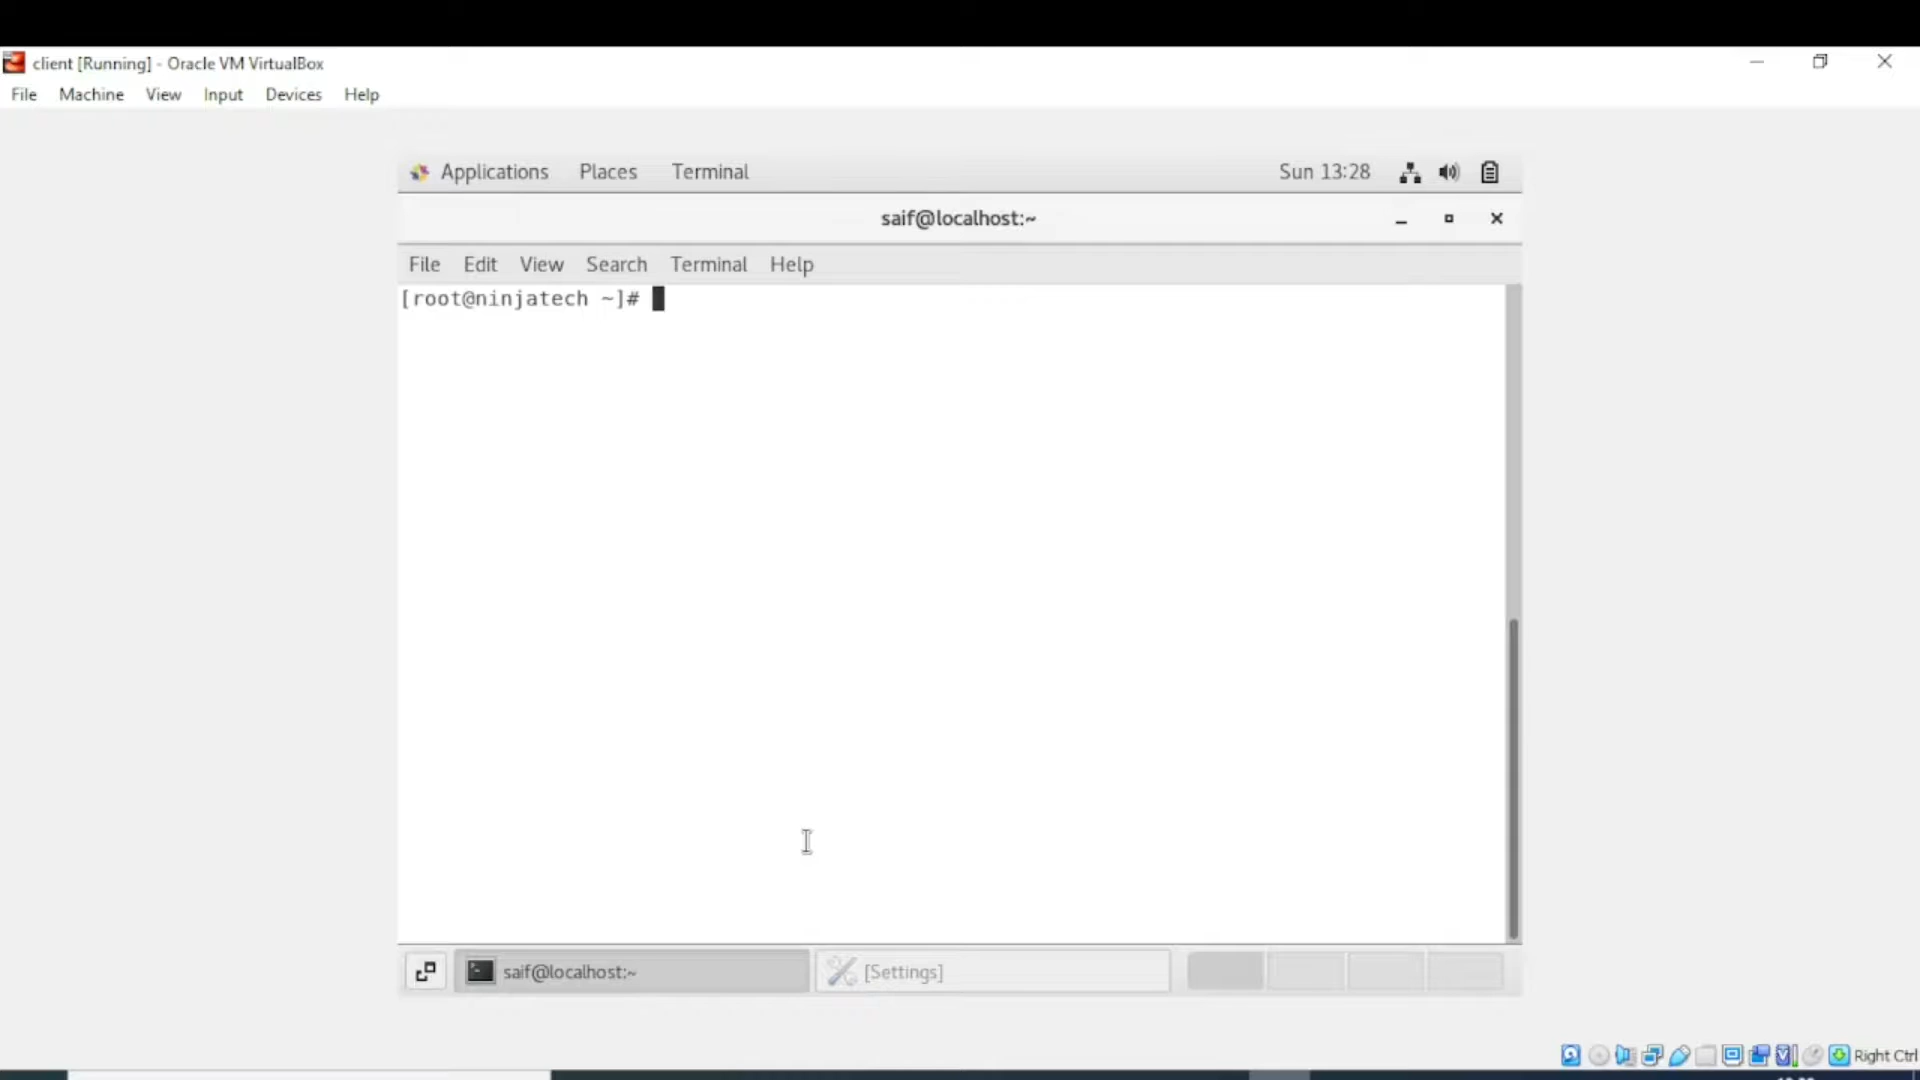 client [Running] - Oracle VM VirtualBox
File Machine View Input Devices Help
Applications Places Terminal Sun 13:28
saif@localhost:~
File Edit View Search Terminal Help
[root@ninjatech ~]#
saif@localhost:~ [Settings]
Right Ctrl